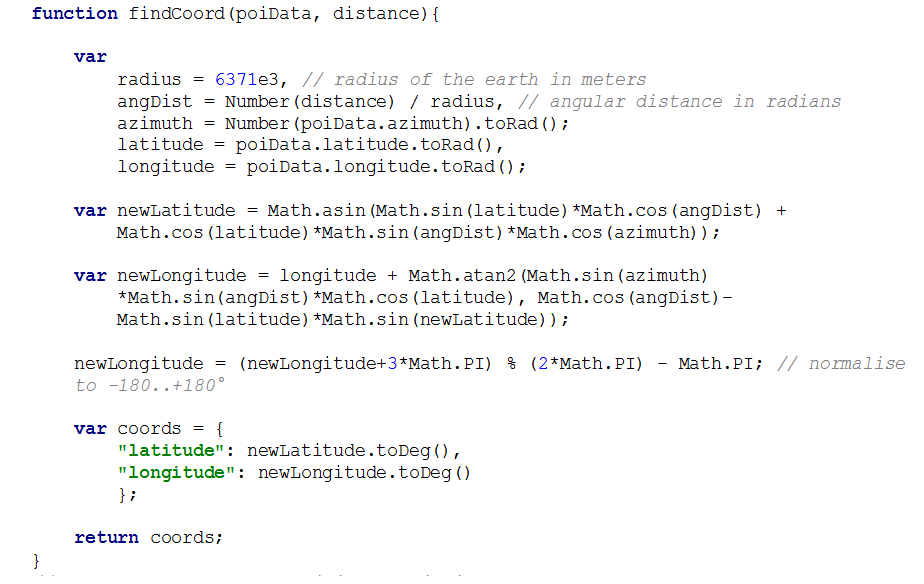 function findCoord(poiData, distance){
var
radius = 6371e3, // radius of the earth in meters
angDist = Number(distance) / radius, // angular distance in radians
azimuth = Number(poiData.azimuth).toRad();
latitude = poiData.latitude.toRad(),
longitude = poiData.longitude.toRad();
var newLatitude = Math.asin(Math.sin(latitude)*Math.cos(angDist) +
Math.cos(latitude)*Math.sin(angDist)*Math.cos(azimuth));
var newLongitude = longitude + Math.atan2(Math.sin(azimuth)
*Math.sin(angDist)*Math.cos(latitude), Math.cos(angDist)-
Math.sin(latitude)*Math.sin(newLatitude));
newLongitude = (newLongitude+3*Math.PI) % (2*Math.PI) - Math.PI; // normalise
to -180..+180°
var coords = {
"latitude": newLatitude.toDeg(),
"longitude": newLongitude.toDeg()
};
return coords;
}